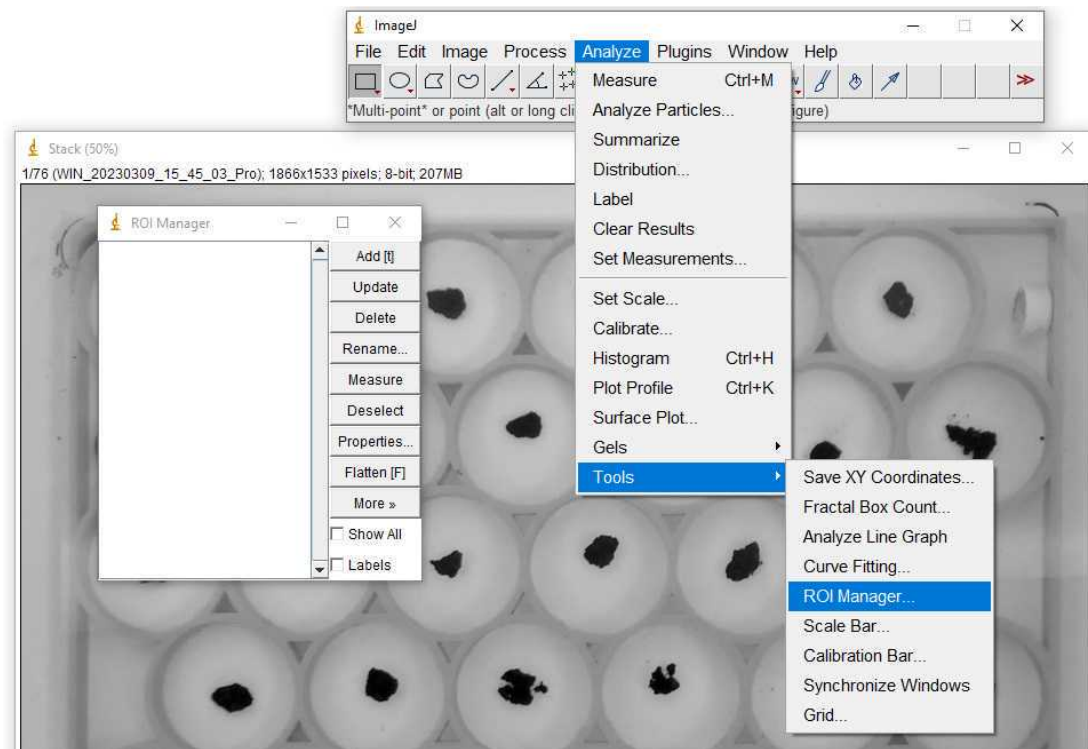 ImageJ
File Edit Image Process Analyze Plugins Window Help
*Multi-point* or point (alt or long cli
igure)
Measure Ctrl+M
Analyze Particles...
Summarize
Distribution...
Label
Clear Results
Set Measurements...
Set Scale...
Calibrate...
Histogram Ctrl+H
Plot Profile Ctrl+K
Surface Plot...
Gels
Tools
Save XY Coordinates...
Fractal Box Count...
Analyze Line Graph
Curve Fitting...
ROI Manager...
Scale Bar...
Calibration Bar...
Synchronize Windows
Grid...
Stack (50%)
1/76 (WIN_20230309_15_45_03_Pro); 1866x1533 pixels; 8-bit; 207MB
ROI Manager
Add [t]
Update
Delete
Rename...
Measure
Deselect
Properties...
Flatten [F]
More »
Show All
Labels